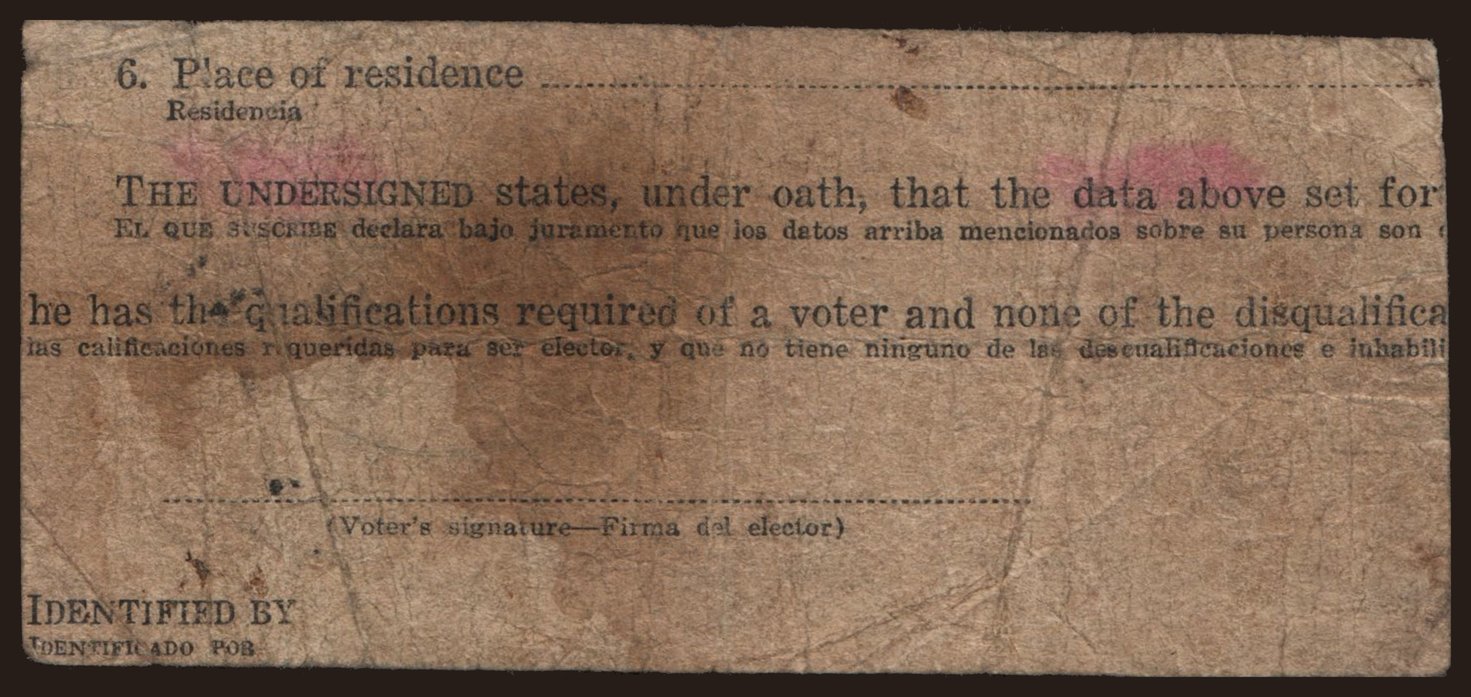 6. Place of residence
Residencia
THE UNDERSIGNED states, under oath, that the data above set for
EL QUE SUSCRIBE declara bajo juramento que los datos arriba mencionados sobre su persona son
he has the qualifications required of a voter and none of the disqualifica
las calificaciones requeridas para ser elector, y que no tiene ninguno de las descualificaciones e inhabili
(Voter's signature—Firma del elector)
IDENTIFIED BY
IDENTIFICADO POR